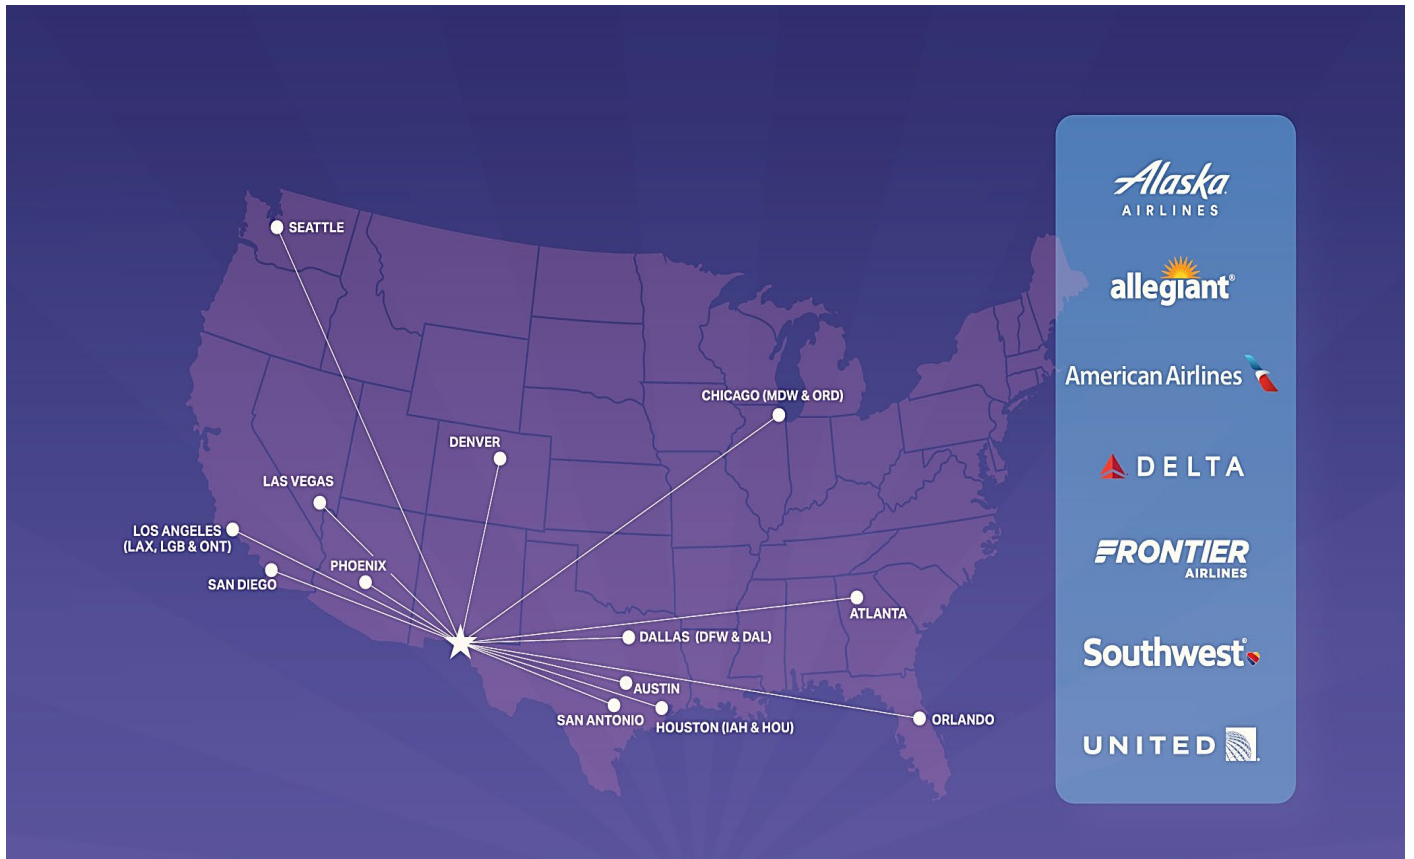 SEATTLE
CHICAGO (MDW & ORD)
DENVER
LAS VEGAS
LOS ANGELES
(LAX, LGB & ONT)
PHOENIX
SAN DIEGO
ATLANTA
DALLAS (DFW & DAL)
AUSTIN
SAN ANTONIO
HOUSTON (IAH & HOU)
ORLANDO
Alaska
AIRLINES
allegiant®
American Airlines
DELTA
FRONTIER
AIRLINES
Southwest®
UNITED